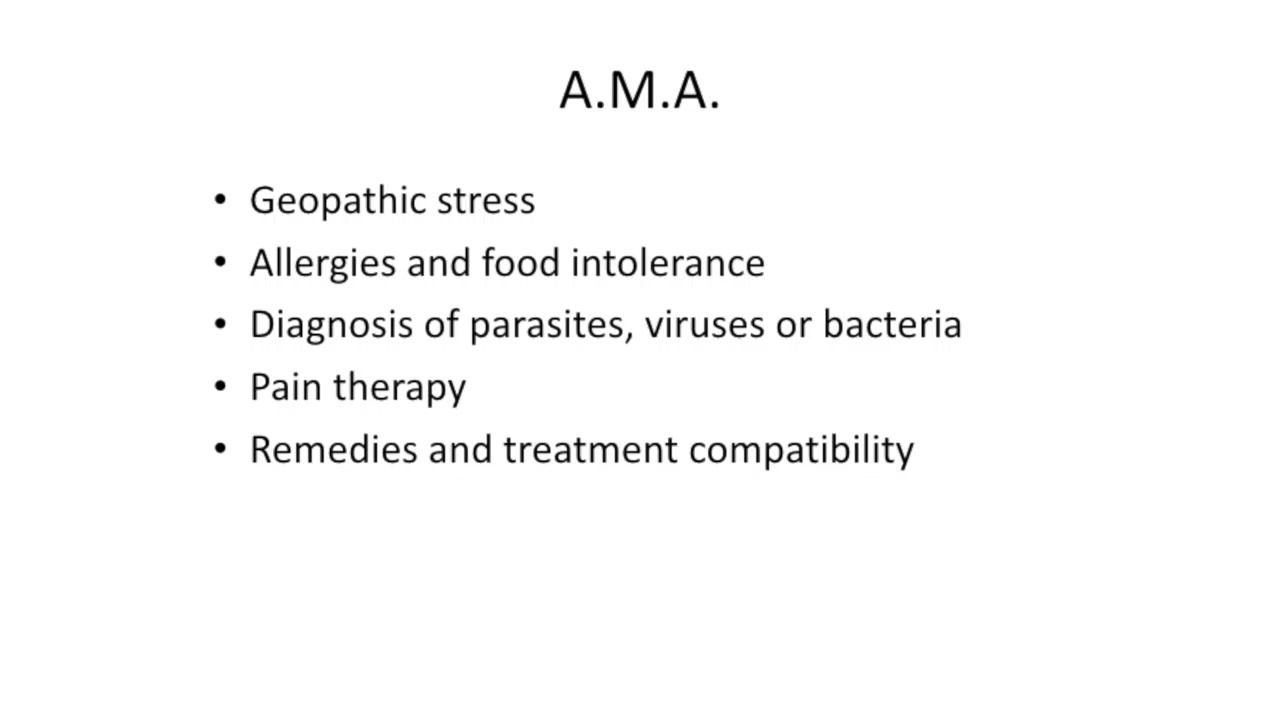 A.M.A.
• Geopathic stress
• Allergies and food intolerance
• Diagnosis of parasites, viruses or bacteria
• Pain therapy
• Remedies and treatment compatibility